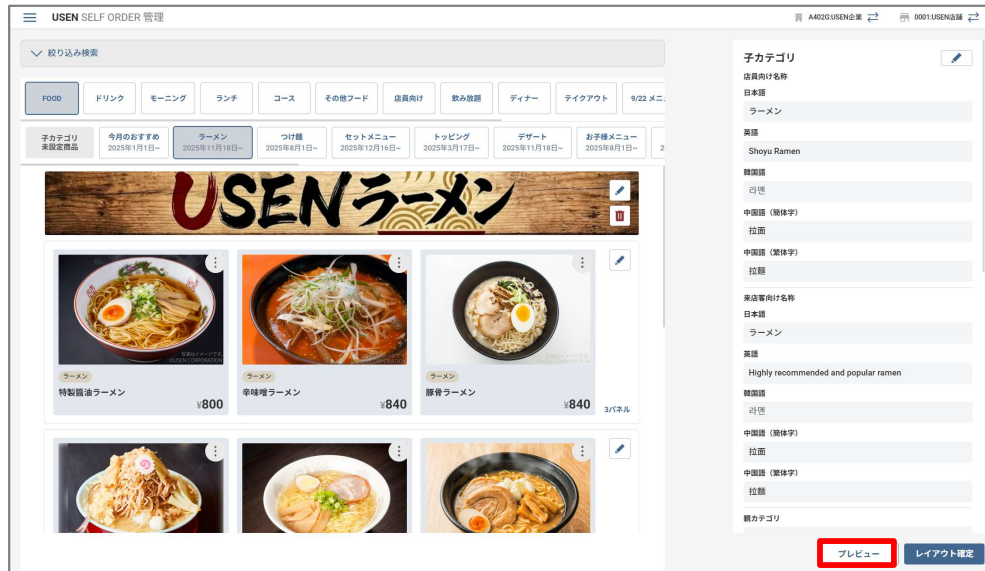 USEN SELF ORDER 管理
A402G:USEN企業
0001:USEN店舗
絞り込み検索
FOOD
ドリンク
モーニング
ランチ
コース
その他フード
店員向け
飲み放題
ディナー
テイクアウト
9/22 メニ
子カテゴリ
未設定商品
今月のおすすめ
2025年1月1日~
ラーメン
2025年11月18日~
つけ麺
2025年8月1日~
セットメニュー
2025年12月16日~
トッピング
2025年3月17日~
デザート
2025年11月18日~
お子様メニュー
2025年8月1日~
2
USENラーメン
写真はイメージです。
©USEN CORPORATION
ラーメン
特製醤油ラーメン
¥800
ラーメン
辛味噌ラーメン
¥840
ラーメン
豚骨ラーメン
¥840
3パネル
子カテゴリ
店員向け名称
日本語
ラーメン
英語
Shoyu Ramen
韓国語
라멘
中国語（簡体字）
拉面
中国語（繁体字）
拉麵
来店客向け名称
日本語
ラーメン
英語
Highly recommended and popular ramen
韓国語
라멘
中国語（簡体字）
拉面
中国語（繁体字）
拉麵
親カテゴリ
プレビュー
レイアウト確定